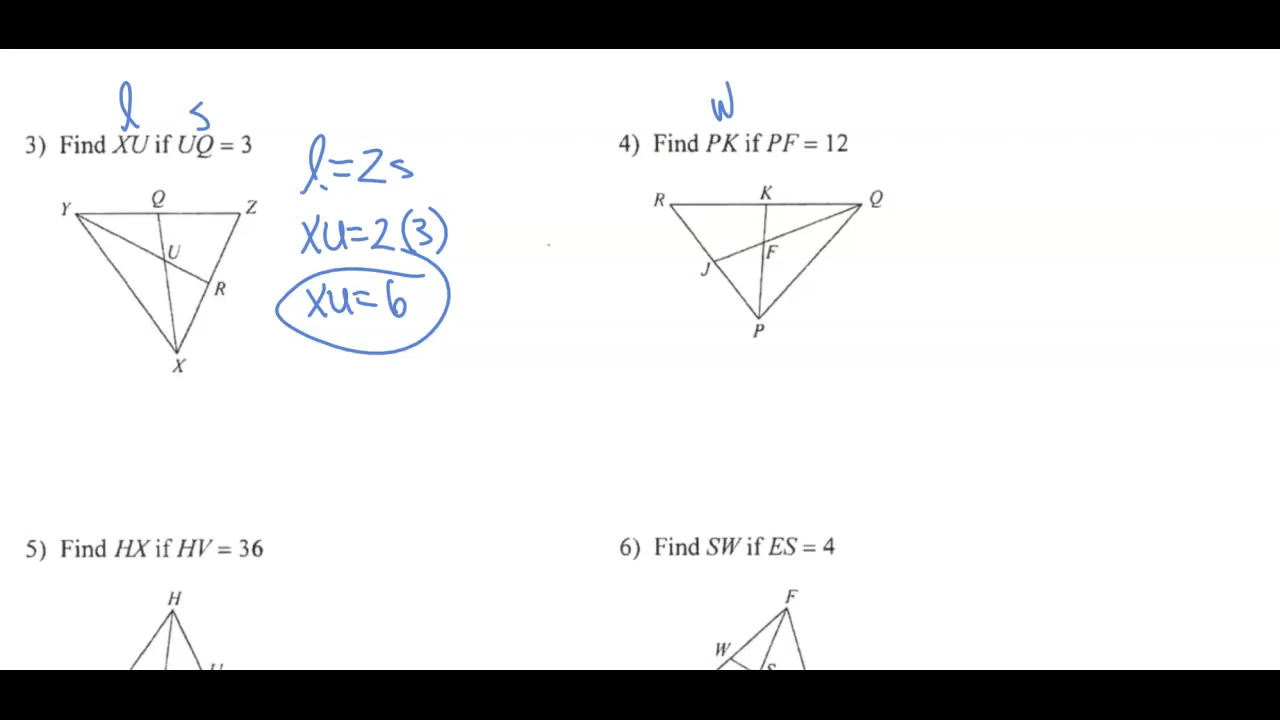 l s
3) Find XU if UQ = 3
l = 2s
XU = 2(3)
XU = 6
Y Q Z
U
R
X
W
4) Find PK if PF = 12
R K Q
F
J
P
5) Find HX if HV = 36
H
6) Find SW if ES = 4
F
W